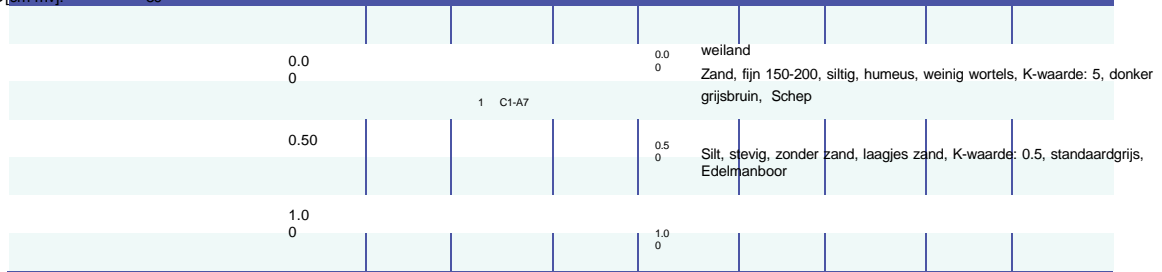 0.0
0
0.0
0
weiland
Zand, fijn 150-200, siltig, humeus, weinig wortels, K-waarde: 5, donker
grijsbruin, Schep
1 C1-A7
0.50
0.5
0
Silt, stevig, zonder zand, laagjes zand, K-waarde: 0.5, standaardgrijs,
Edelmanboor
1.0
0
1.0
0